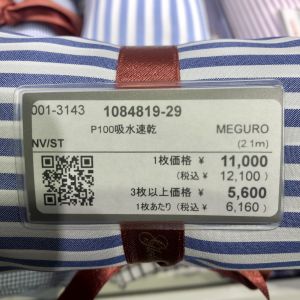 001-3143 1084819-29
P100吸水速乾 MEGURO
NV/ST (2.1m)
1枚価格 ¥ 11,000
(税込 ¥ 12,100 )
3枚以上価格 ¥ 5,600
1枚あたり (税込 ¥ 6,160 )